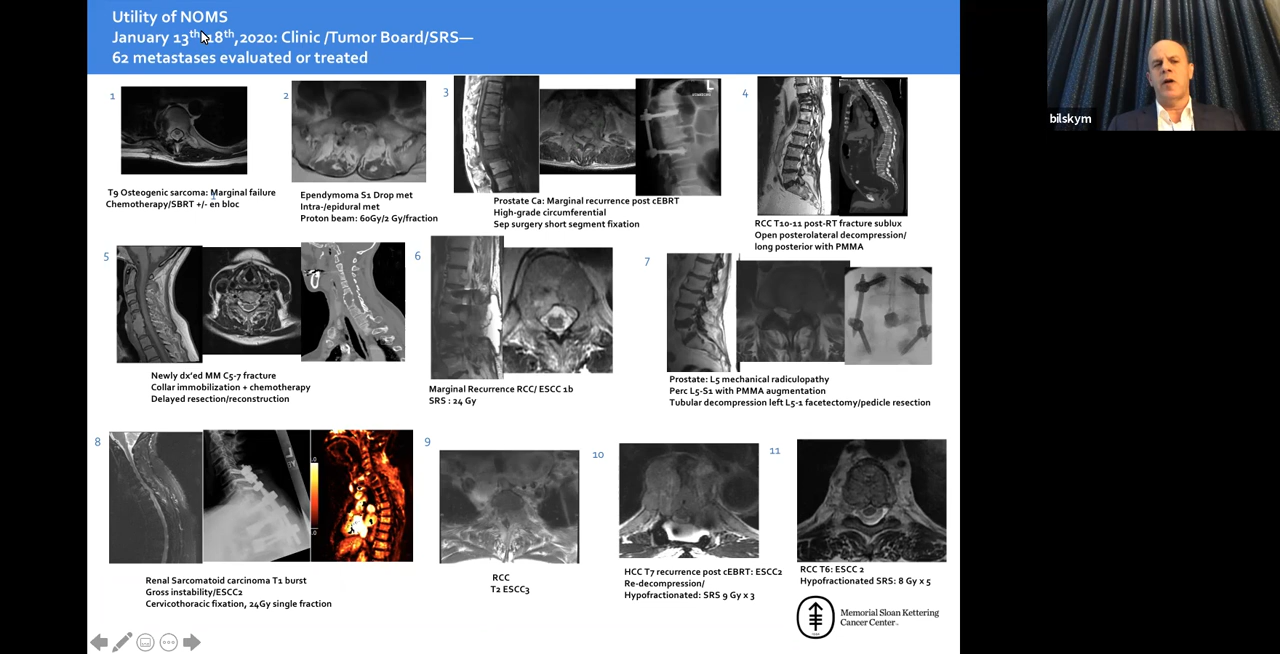 Utility of NOMS
January 13th-18th,2020: Clinic /Tumor Board/SRS—
62 metastases evaluated or treated
bilskym
1
T9 Osteogenic sarcoma: Marginal failure
Chemotherapy/SBRT +/- en bloc
1
2
Ependymoma S1 Drop met
Intra-/epidural met
Proton beam: 60Gy/2 Gy/fraction
3
L
Prostate Ca: Marginal recurrence post cEBRT
High-grade circumferential
Sep surgery short segment fixation
4
RCC T10-11 post-RT fracture sublux
Open posterolateral decompression/
long posterior with PMMA
5
Newly dx'ed MM C5-7 fracture
Collar immobilization + chemotherapy
Delayed resection/reconstruction
6
Marginal Recurrence RCC/ ESCC 1b
SRS : 24 Gy
7
Prostate: L5 mechanical radiculopathy
Perc L5-S1 with PMMA augmentation
Tubular decompression left L5-1 facetectomy/pedicle resection
8
Renal Sarcomatoid carcinoma T1 burst
Gross instability/ESCC2
Cervicothoracic fixation, 24Gy single fraction
9
RCC
T2 ESCC3
10
HCC T7 recurrence post cEBRT: ESCC2
Re-decompression/
Hypofractionated: SRS 9 Gy x 3
11
RCC T6: ESCC 2
Hypofractionated SRS: 8 Gy x 5
Memorial Sloan Kettering
Cancer Center